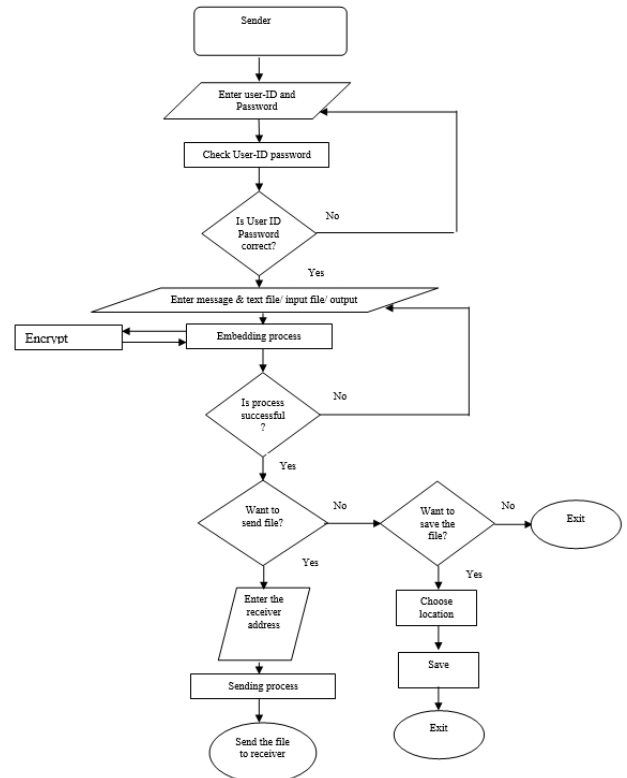 Sender
Enter user-ID and
Password
Check User-ID password
Is User ID
Password
correct?
No
Yes
Enter message & text file/ input file/ output
Encrypt
Embedding process
Is process
successful
?
No
Yes
Want to
send file?
No
Want to
save the
file?
No
Exit
Yes
Yes
Enter the
receiver
address
Choose
location
Sending process
Save
Send the file
to receiver
Exit